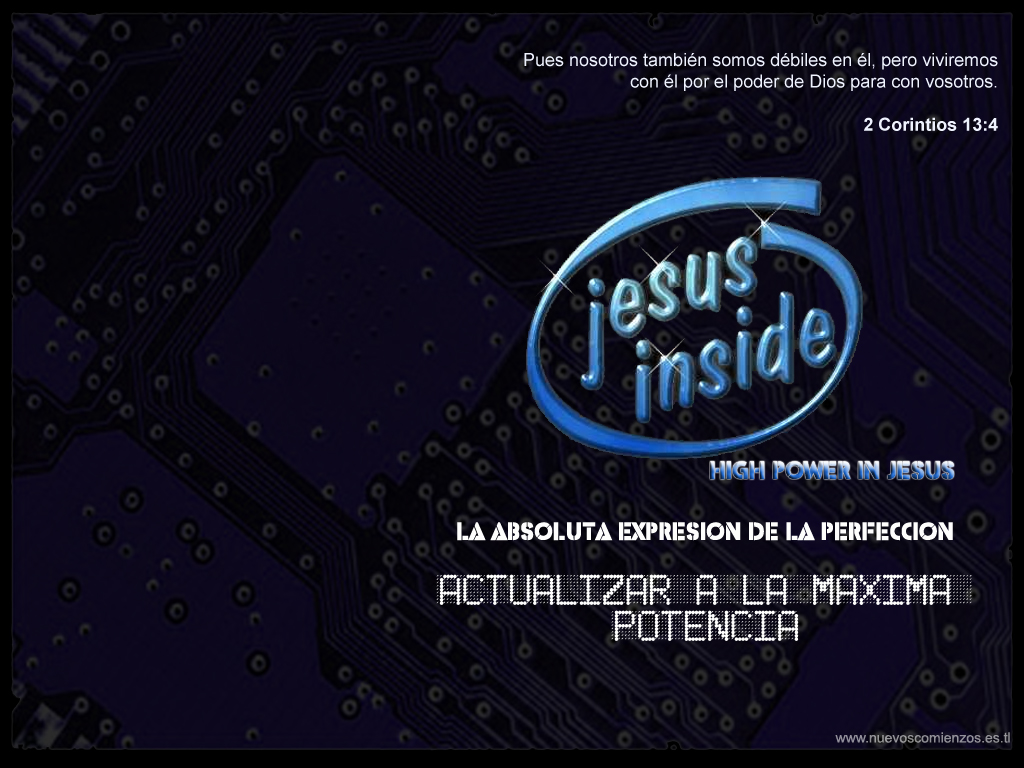 Pues nosotros también somos débiles en él, pero viviremos
con él por el poder de Dios para con vosotros.
2 Corintios 13:4
jesus
inside
HIGH POWER IN JESUS
LA ABSOLUTA EXPRESION DE LA PERFECCION
ACTUALIZAR A LA MAXIMA
POTENCIA
www.nuevoscomienzos.es.tl